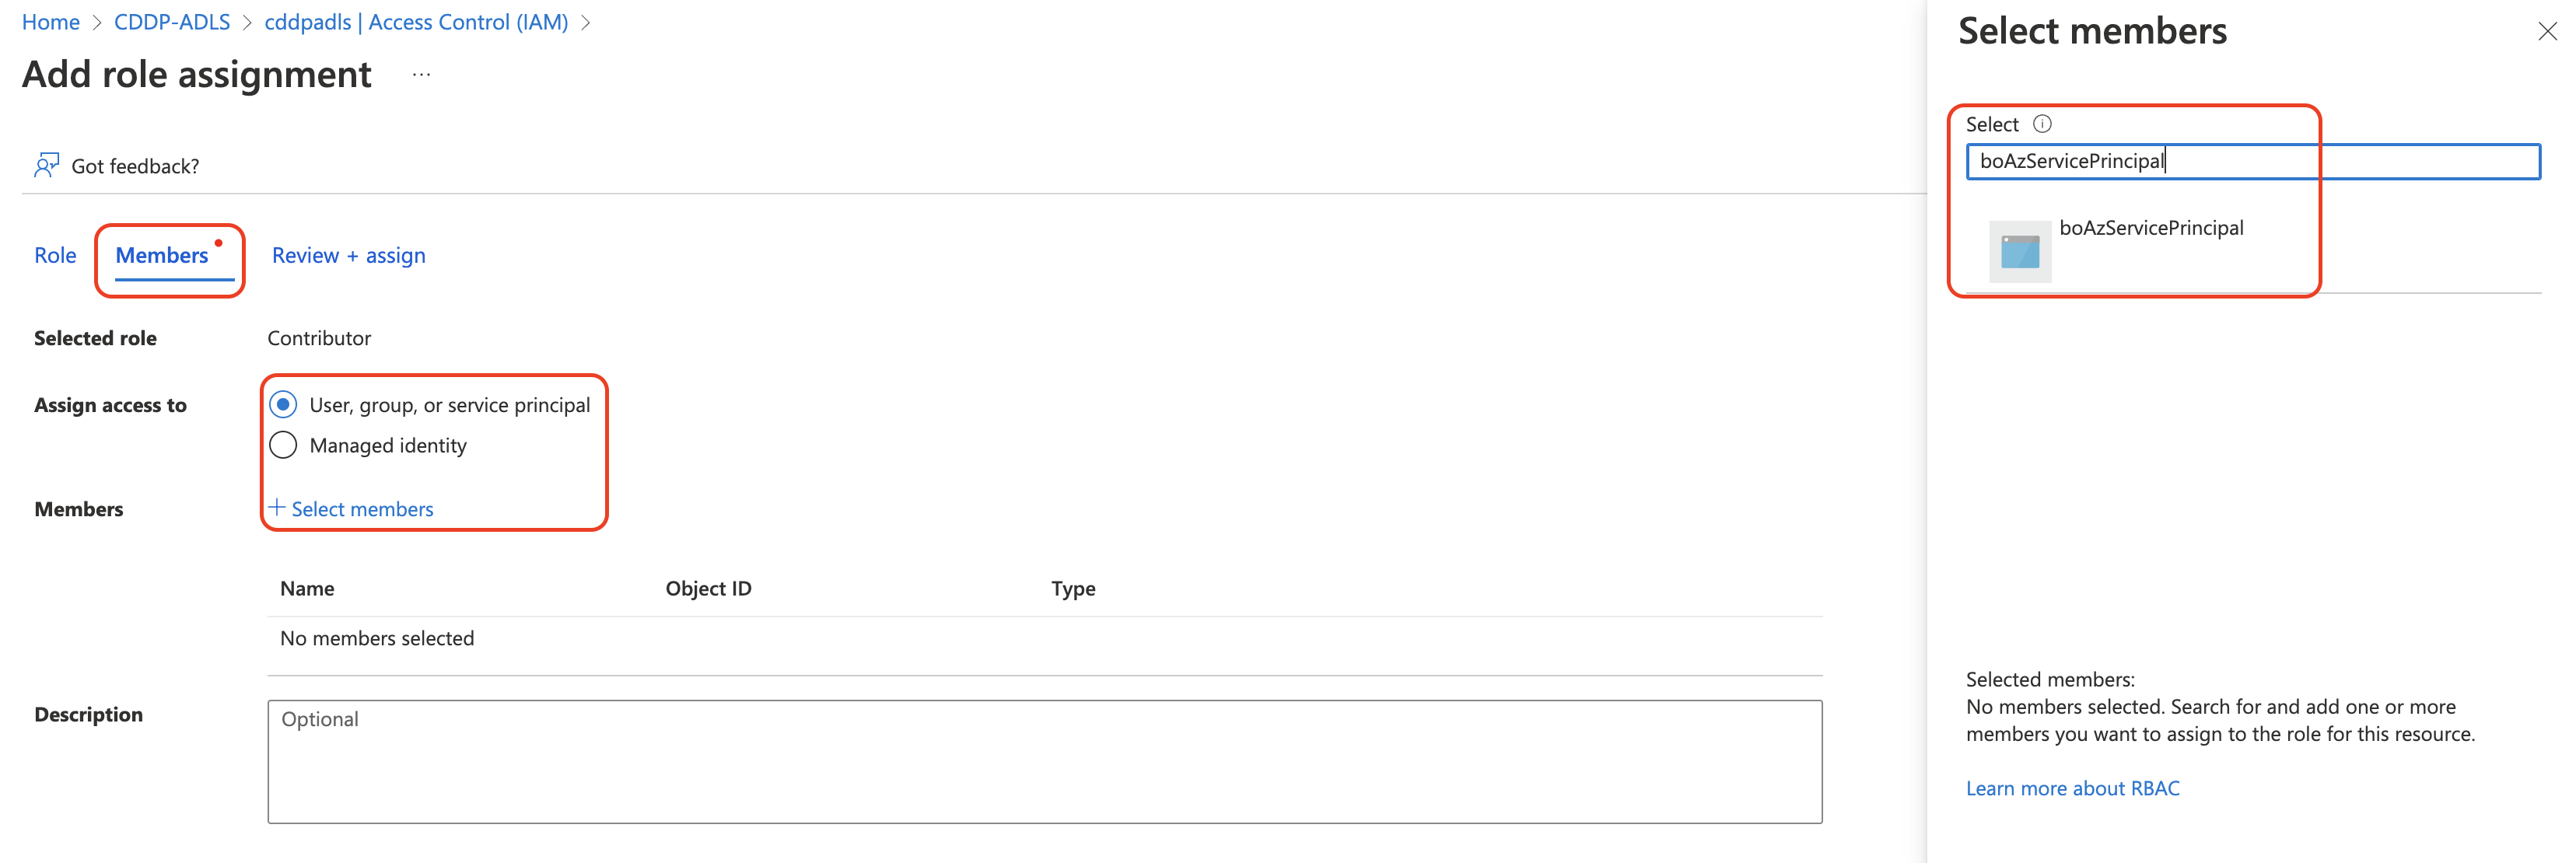 Home > CDDP-ADLS > cddpadls | Access Control (IAM) >
Add role assignment ...
Got feedback?
Role Members Review + assign
Selected role Contributor
Assign access to User, group, or service principal
Managed identity
Members + Select members
Name Object ID Type
No members selected
Description Optional
Select members
Select
boAzServicePrincipal
boAzServicePrincipal
Selected members:
No members selected. Search for and add one or more
members you want to assign to the role for this resource.
Learn more about RBAC